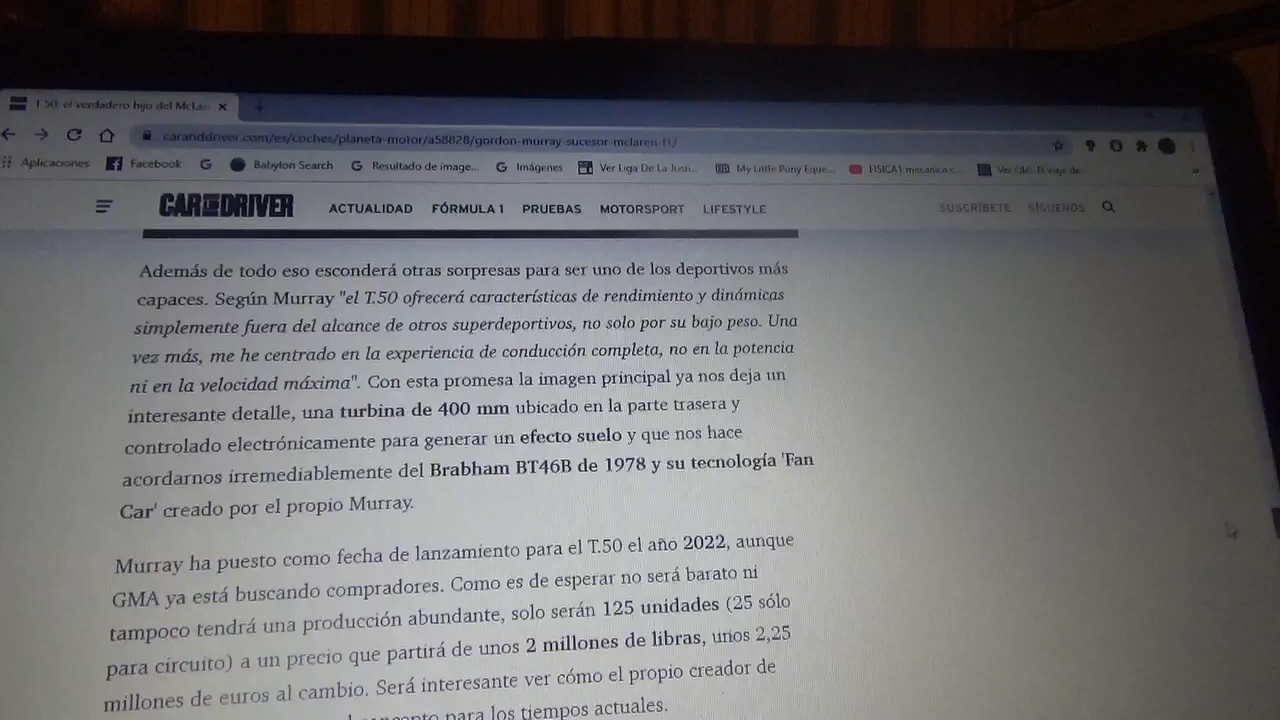 T.50: el verdadero hijo del McLar
caranddriver.com/es/coches/planeta-motor/a58828/gordon-murray-sucesor-mclaren-f1/
Aplicaciones Facebook Babylon Search Resultado de image... Imágenes Ver Liga De La Justi... My Little Pony Eque... FISICA1 mecanica c...
CAR AND DRIVER ACTUALIDAD FÓRMULA 1 PRUEBAS MOTORSPORT LIFESTYLE SUSCRÍBETE SÍGUENOS
Además de todo eso esconderá otras sorpresas para ser uno de los deportivos más
capaces. Según Murray "el T.50 ofrecerá características de rendimiento y dinámicas
simplemente fuera del alcance de otros superdeportivos, no solo por su bajo peso. Una
vez más, me he centrado en la experiencia de conducción completa, no en la potencia
ni en la velocidad máxima". Con esta promesa la imagen principal ya nos deja un
interesante detalle, una turbina de 400 mm ubicado en la parte trasera y
controlado electrónicamente para generar un efecto suelo y que nos hace
acordarnos irremediablemente del Brabham BT46B de 1978 y su tecnología 'Fan
Car' creado por el propio Murray.
Murray ha puesto como fecha de lanzamiento para el T.50 el año 2022, aunque
GMA ya está buscando compradores. Como es de esperar no será barato ni
tampoco tendrá una producción abundante, solo serán 125 unidades (25 sólo
para circuito) a un precio que partirá de unos 2 millones de libras, unos 2,25
millones de euros al cambio. Será interesante ver cómo el propio creador de
para los tiempos actuales.